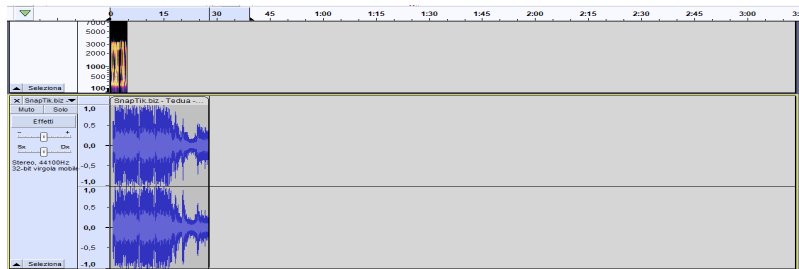 0 15 30 45 1:00 1:15 1:30 1:45 2:00 2:15 2:30 2:45 3:00 3:
7000
5000
3000
2000
1000
500
100
Seleziona
SnapTik.biz -
SnapTik.biz - Tedua -...
Muto Solo
Effetti
- +
Sx Dx
Stereo, 44100Hz
32-bit virgola mobile
1,0
0,5
0,0
-0,5
-1,0
1,0
0,5
0,0
-0,5
-1,0
Seleziona